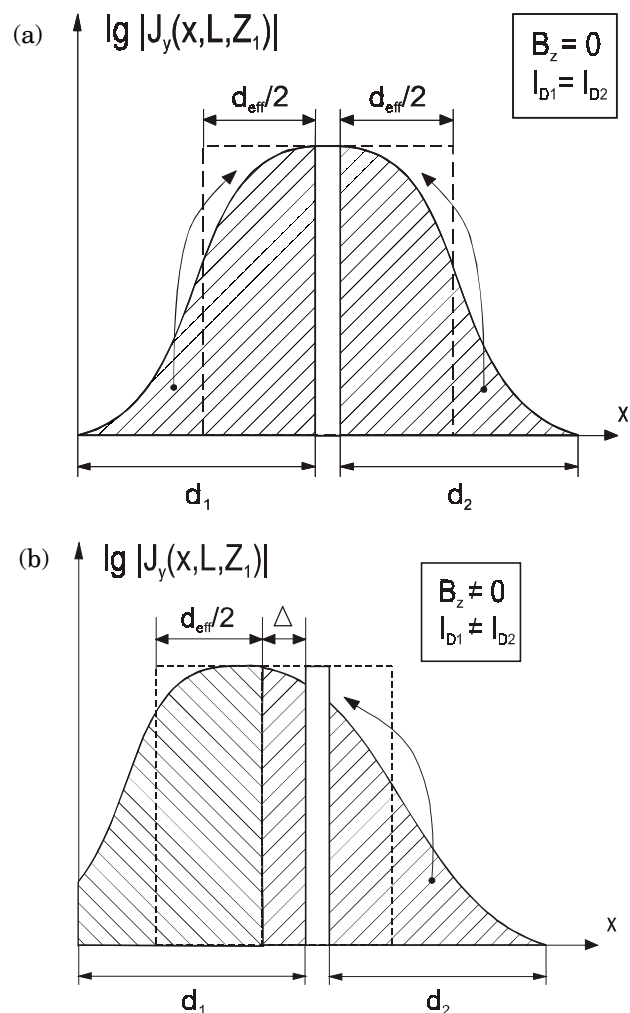 (a)
lg |J_y(x,L,Z_1)|
B_z = 0
I_D1 = I_D2
d_eff/2
d_eff/2
x
d_1
d_2
(b)
lg |J_y(x,L,Z_1)|
B_z ≠ 0
I_D1 ≠ I_D2
d_eff/2
Δ
x
d_1
d_2